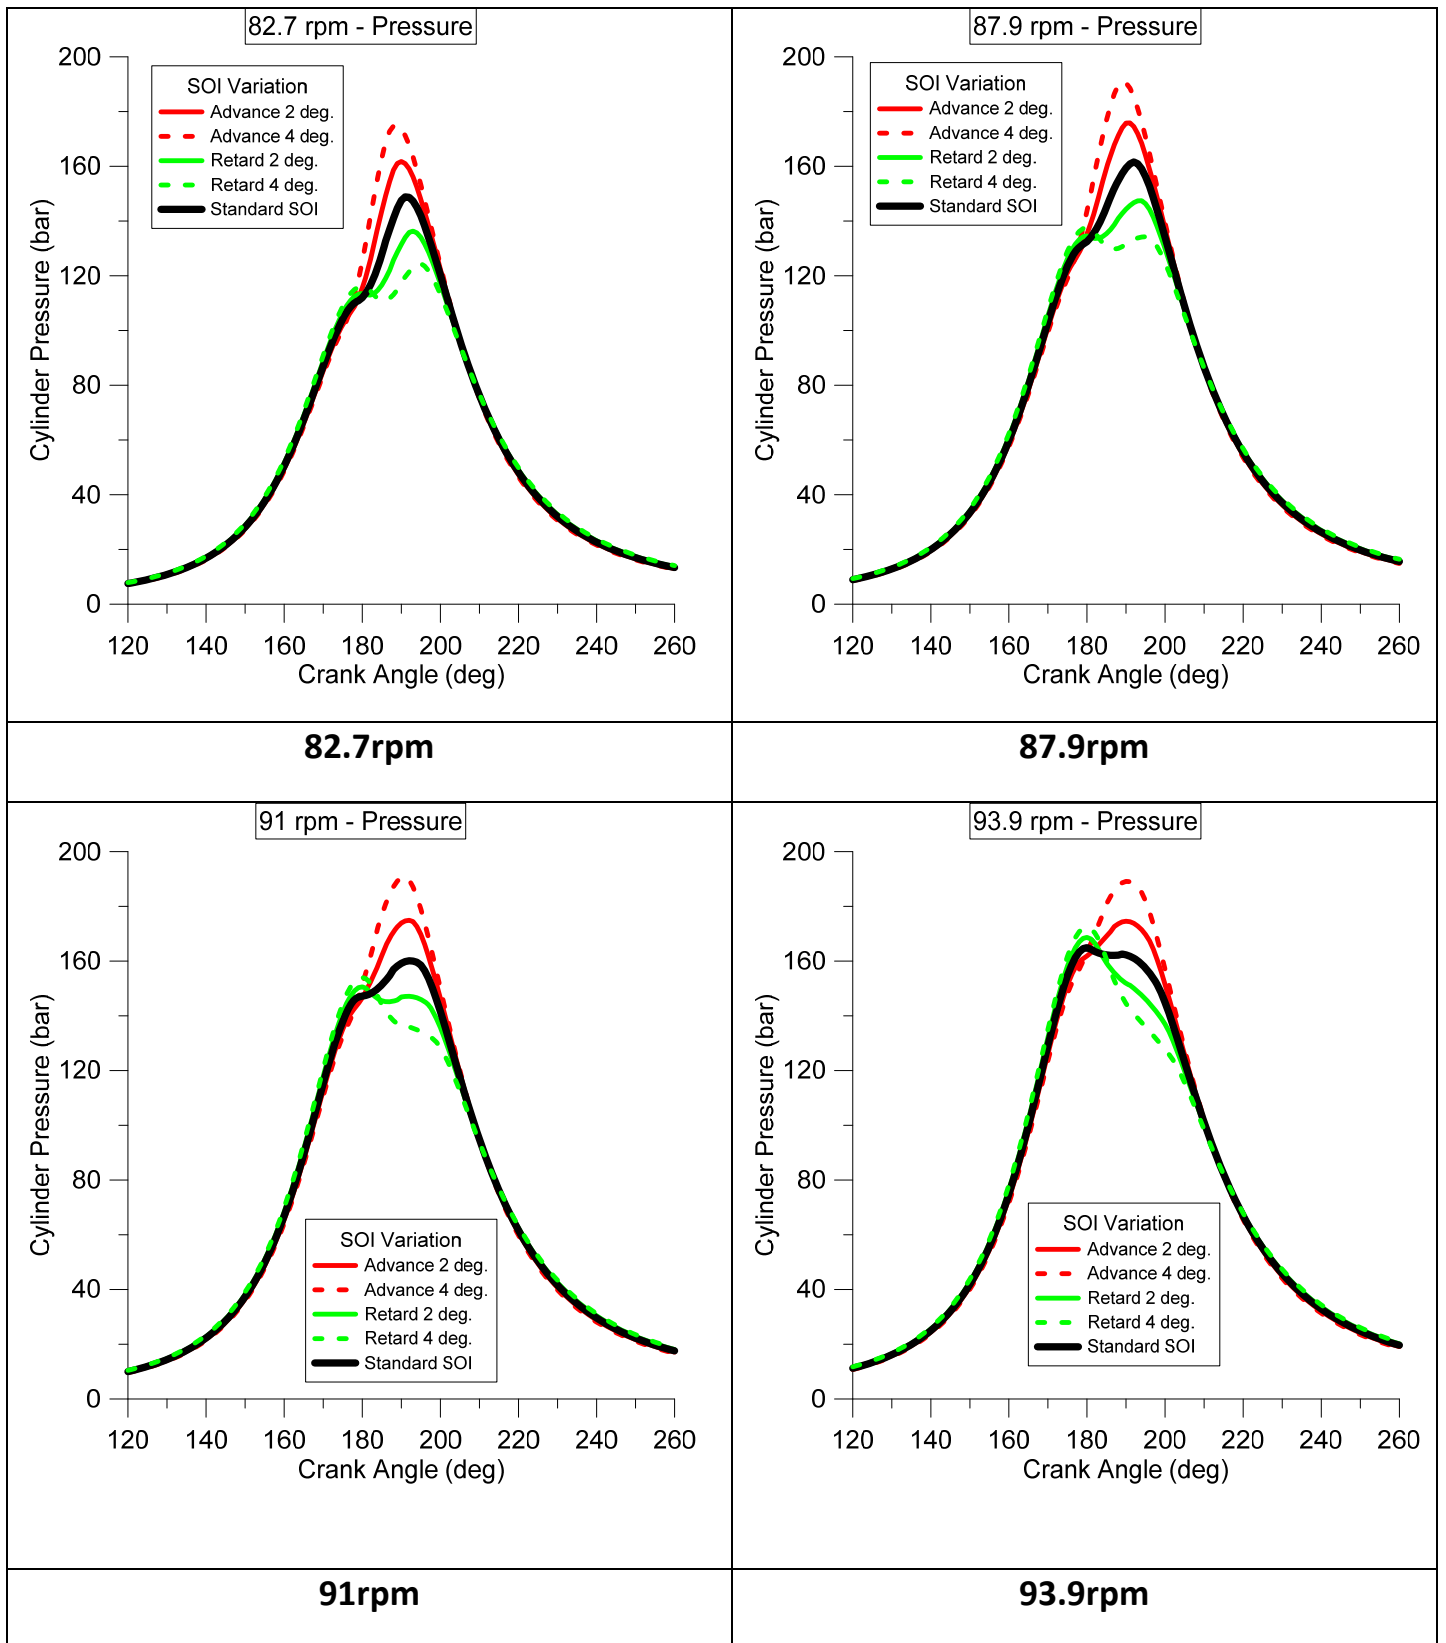 82.7 rpm - Pressure
200
160
120
80
40
0
Cylinder Pressure (bar)
SOI Variation
Advance 2 deg.
Advance 4 deg.
Retard 2 deg.
Retard 4 deg.
Standard SOI
120 140 160 180 200 220 240 260
Crank Angle (deg)
87.9 rpm - Pressure
200
160
120
80
40
0
Cylinder Pressure (bar)
SOI Variation
Advance 2 deg.
Advance 4 deg.
Retard 2 deg.
Retard 4 deg.
Standard SOI
120 140 160 180 200 220 240 260
Crank Angle (deg)
82.7rpm
87.9rpm
91 rpm - Pressure
200
160
120
80
40
0
Cylinder Pressure (bar)
SOI Variation
Advance 2 deg.
Advance 4 deg.
Retard 2 deg.
Retard 4 deg.
Standard SOI
120 140 160 180 200 220 240 260
Crank Angle (deg)
93.9 rpm - Pressure
200
160
120
80
40
0
Cylinder Pressure (bar)
SOI Variation
Advance 2 deg.
Advance 4 deg.
Retard 2 deg.
Retard 4 deg.
Standard SOI
120 140 160 180 200 220 240 260
Crank Angle (deg)
91rpm
93.9rpm